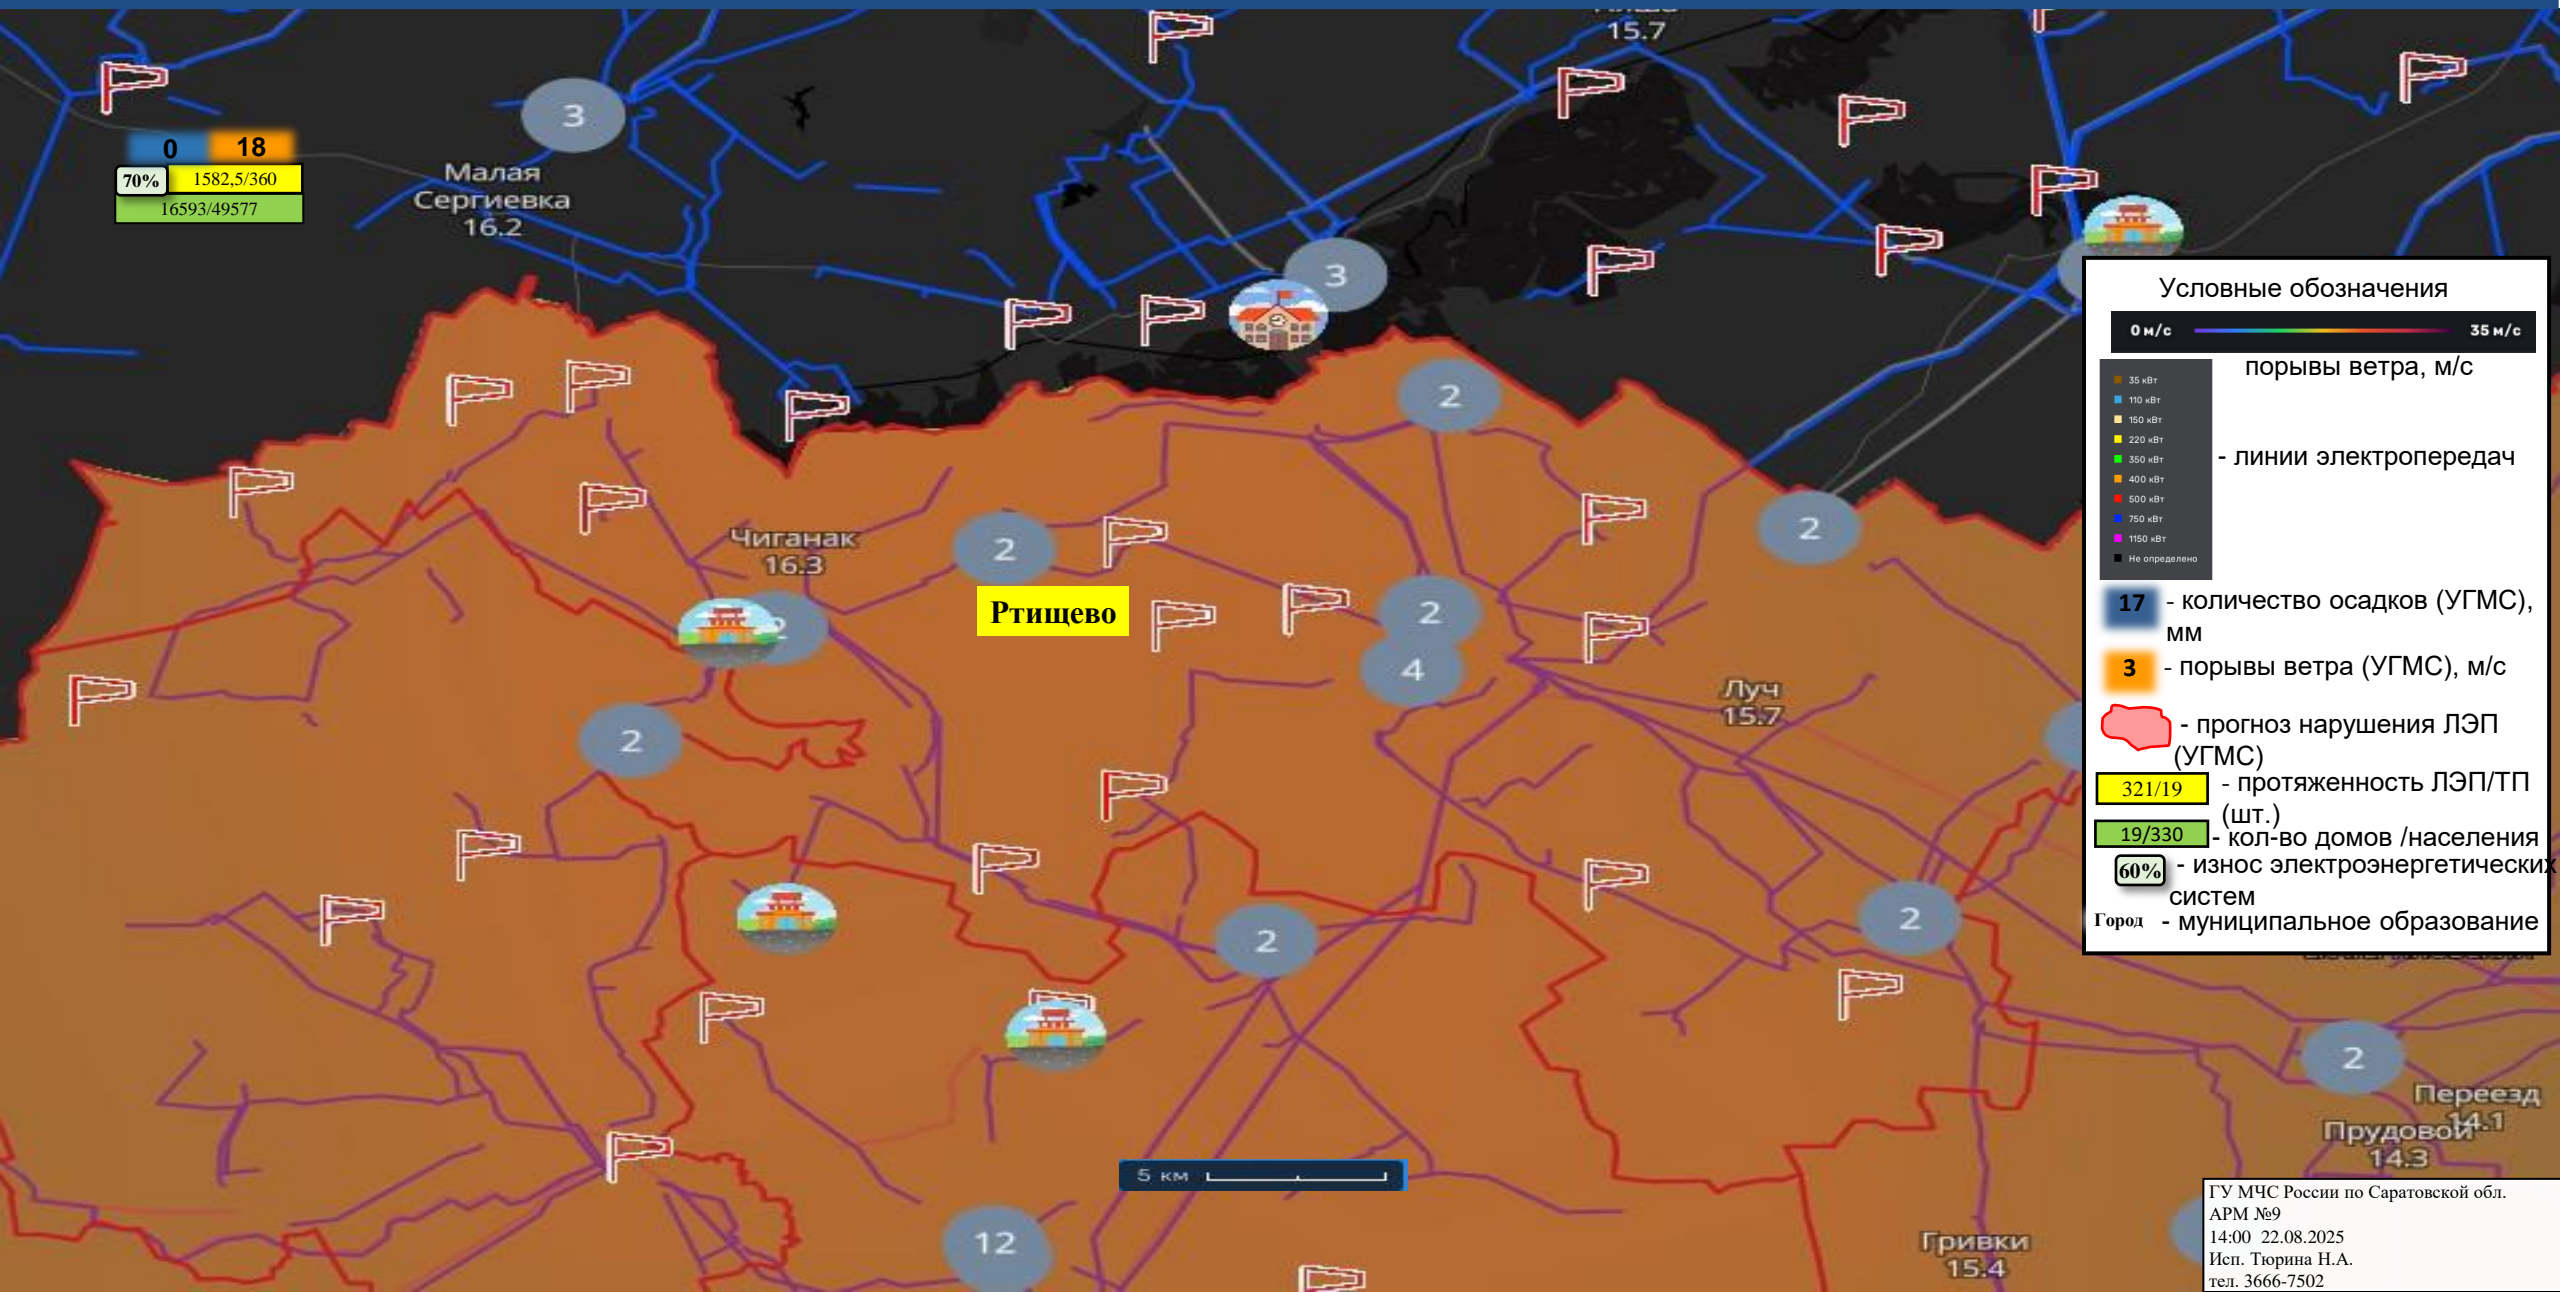 15.7
3
0 18
70% 1582,5/360
16593/49577
Малая
Сергиевка
16.2
3
Условные обозначения
0 м/с 35 м/с
порывы ветра, м/с
35 кВт
110 кВт
150 кВт
220 кВт
350 кВт
400 кВт
500 кВт
750 кВт
1150 кВт
Не определено
- линии электропередач
17 - количество осадков (УГМС),
мм
3 - порывы ветра (УГМС), м/с
- прогноз нарушения ЛЭП
(УГМС)
321/19 - протяженность ЛЭП/ТП
(шт.)
19/330 - кол-во домов /населения
60% - износ электроэнергетических
систем
Город - муниципальное образование
2
2
Чиганак
16.3
2
Ртищево
2
2
4
Луч
15.7
2
2
2
2
Переезд
14.1
Прудовой
14.3
5 км
12
Гривки
15.4
ГУ МЧС России по Саратовской обл.
АРМ №9
14:00 22.08.2025
Исп. Тюрина Н.А.
тел. 3666-7502